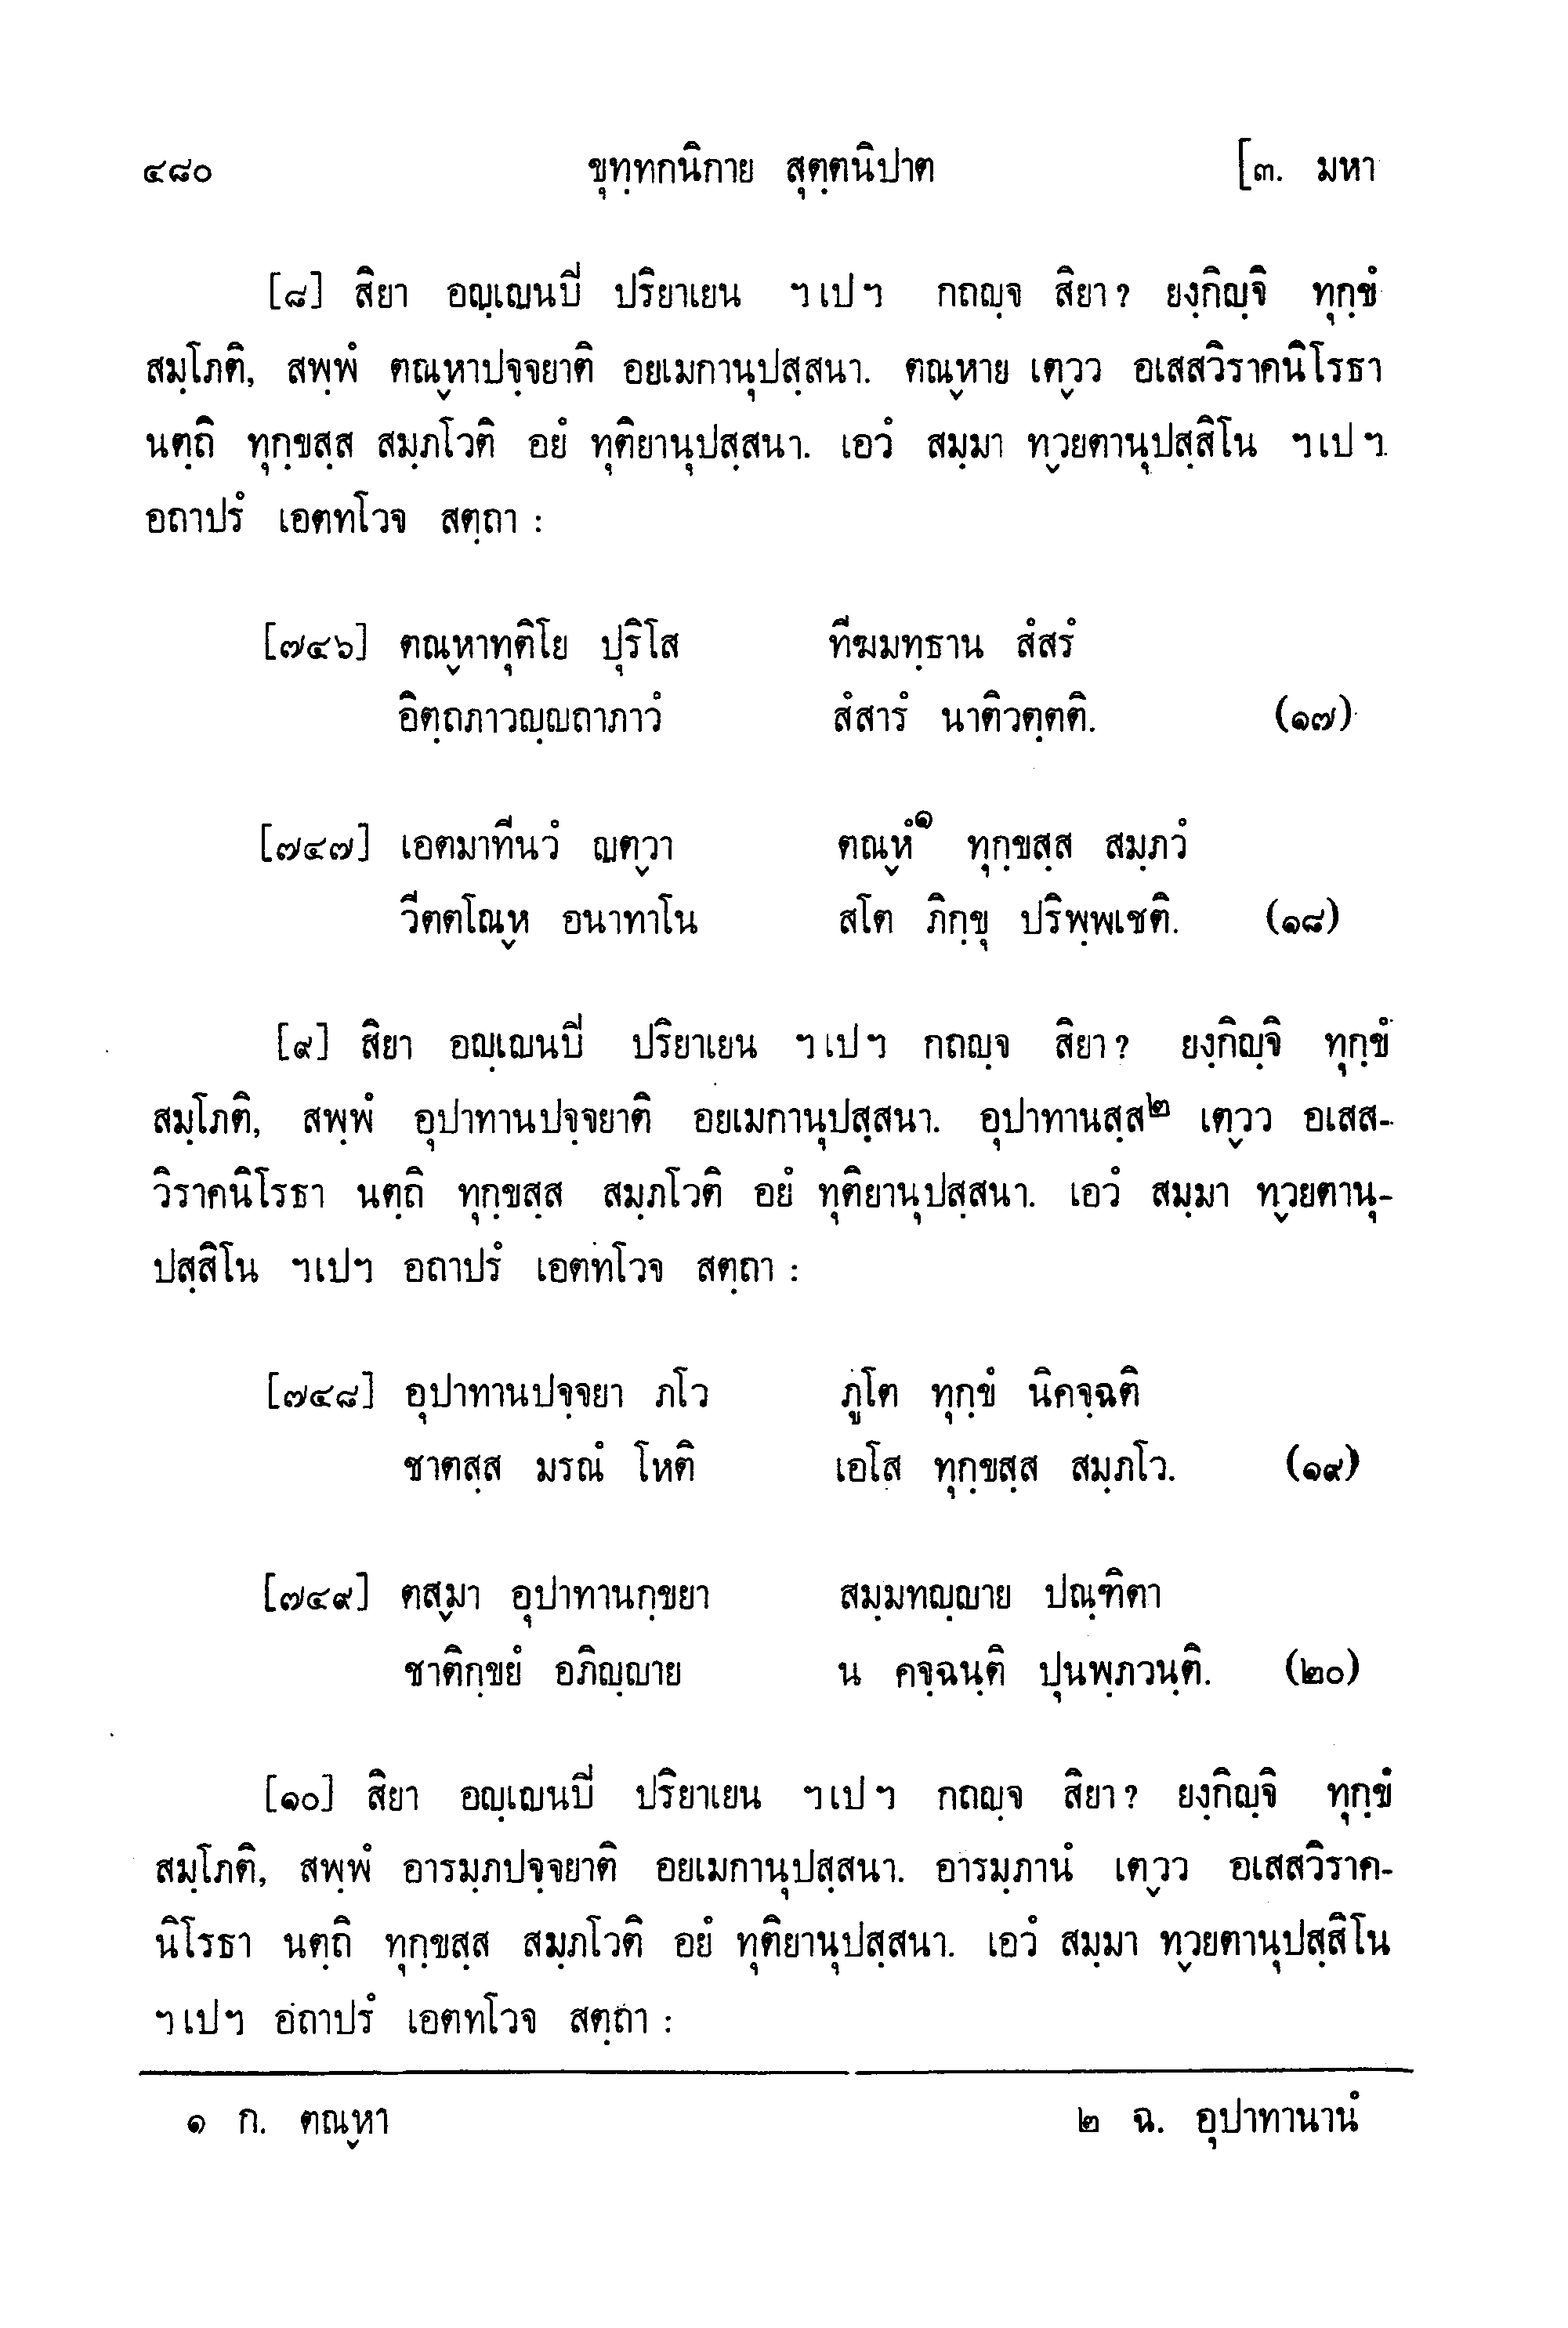 ๔๘๐ ขุทฺทกนิกาย สุตฺตนิปาต [๓. มหา
[๘] สิยา อญฺเญนปี ปริยาเยน ฯเปฯ กถญฺจ สิยา? ยงฺกิญฺจิ ทุกฺขํ
สมฺโภติ, สพฺพํ ตณฺหาปจฺจยาติ อยเมกานุปสฺสนา. ตณฺหาย เตฺวว อเสสวิราคนิโรธา
นตฺถิ ทุกฺขสฺส สมฺภโวติ อยํ ทุติยานุปสฺสนา. เอวํ สมฺมา ทฺวยตานุปสฺสิโน ฯเปฯ
อถาปรํ เอตทโวจ สตฺถา :
[๗๔๖] ตณฺหาทุติโย ปุริโส ทีฆมทฺธาน สํสรํ
อิตฺถภาวญฺญถาภาวํ สํสารํ นาติวตฺตติ. (๑๗)
[๗๔๗] เอตมาทีนวํ ญตฺวา ตณฺหํ๑ ทุกฺขสฺส สมฺภวํ
วีตตโณฺห อนาทาโน สโต ภิกฺขุ ปริพฺพเชติ. (๑๘)
[๙] สิยา อญฺเญนปี ปริยาเยน ฯเปฯ กถญฺจ สิยา? ยงฺกิญฺจิ ทุกฺขํ
สมฺโภติ, สพฺพํ อุปาทานปจฺจยาติ อยเมกานุปสฺสนา. อุปาทานสฺส๒ เตฺวว อเสส-
วิราคนิโรธา นตฺถิ ทุกฺขสฺส สมฺภโวติ อยํ ทุติยานุปสฺสนา. เอวํ สมฺมา ทฺวยตานุ-
ปสฺสิโน ฯเปฯ อถาปรํ เอตทโวจ สตฺถา :
[๗๔๘] อุปาทานปจฺจยา ภโว ภูโต ทุกฺขํ นิคจฺฉติ
ชาตสฺส มรณํ โหติ เอโส ทุกฺขสฺส สมฺภโว. (๑๙)
[๗๔๙] ตสฺมา อุปาทานกฺขยา สมฺมทญฺญาย ปณฺฑิตา
ชาติกฺขยํ อภิญฺญาย น คจฺฉนฺติ ปุนพฺภวนฺติ. (๒๐)
[๑๐] สิยา อญฺเญนปี ปริยาเยน ฯเปฯ กถญฺจ สิยา? ยงฺกิญฺจิ ทุกฺขํ
สมฺโภติ, สพฺพํ อารมฺภปจฺจยาติ อยเมกานุปสฺสนา. อารมฺภานํ เตฺวว อเสสวิราค-
นิโรธา นตฺถิ ทุกฺขสฺส สมฺภโวติ อยํ ทุติยานุปสฺสนา. เอวํ สมฺมา ทฺวยตานุปสฺสิโน
ฯเปฯ อถาปรํ เอตทโวจ สตฺถา :
๑ ก. ตณฺหา ๒ ฉ. อุปาทานานํ